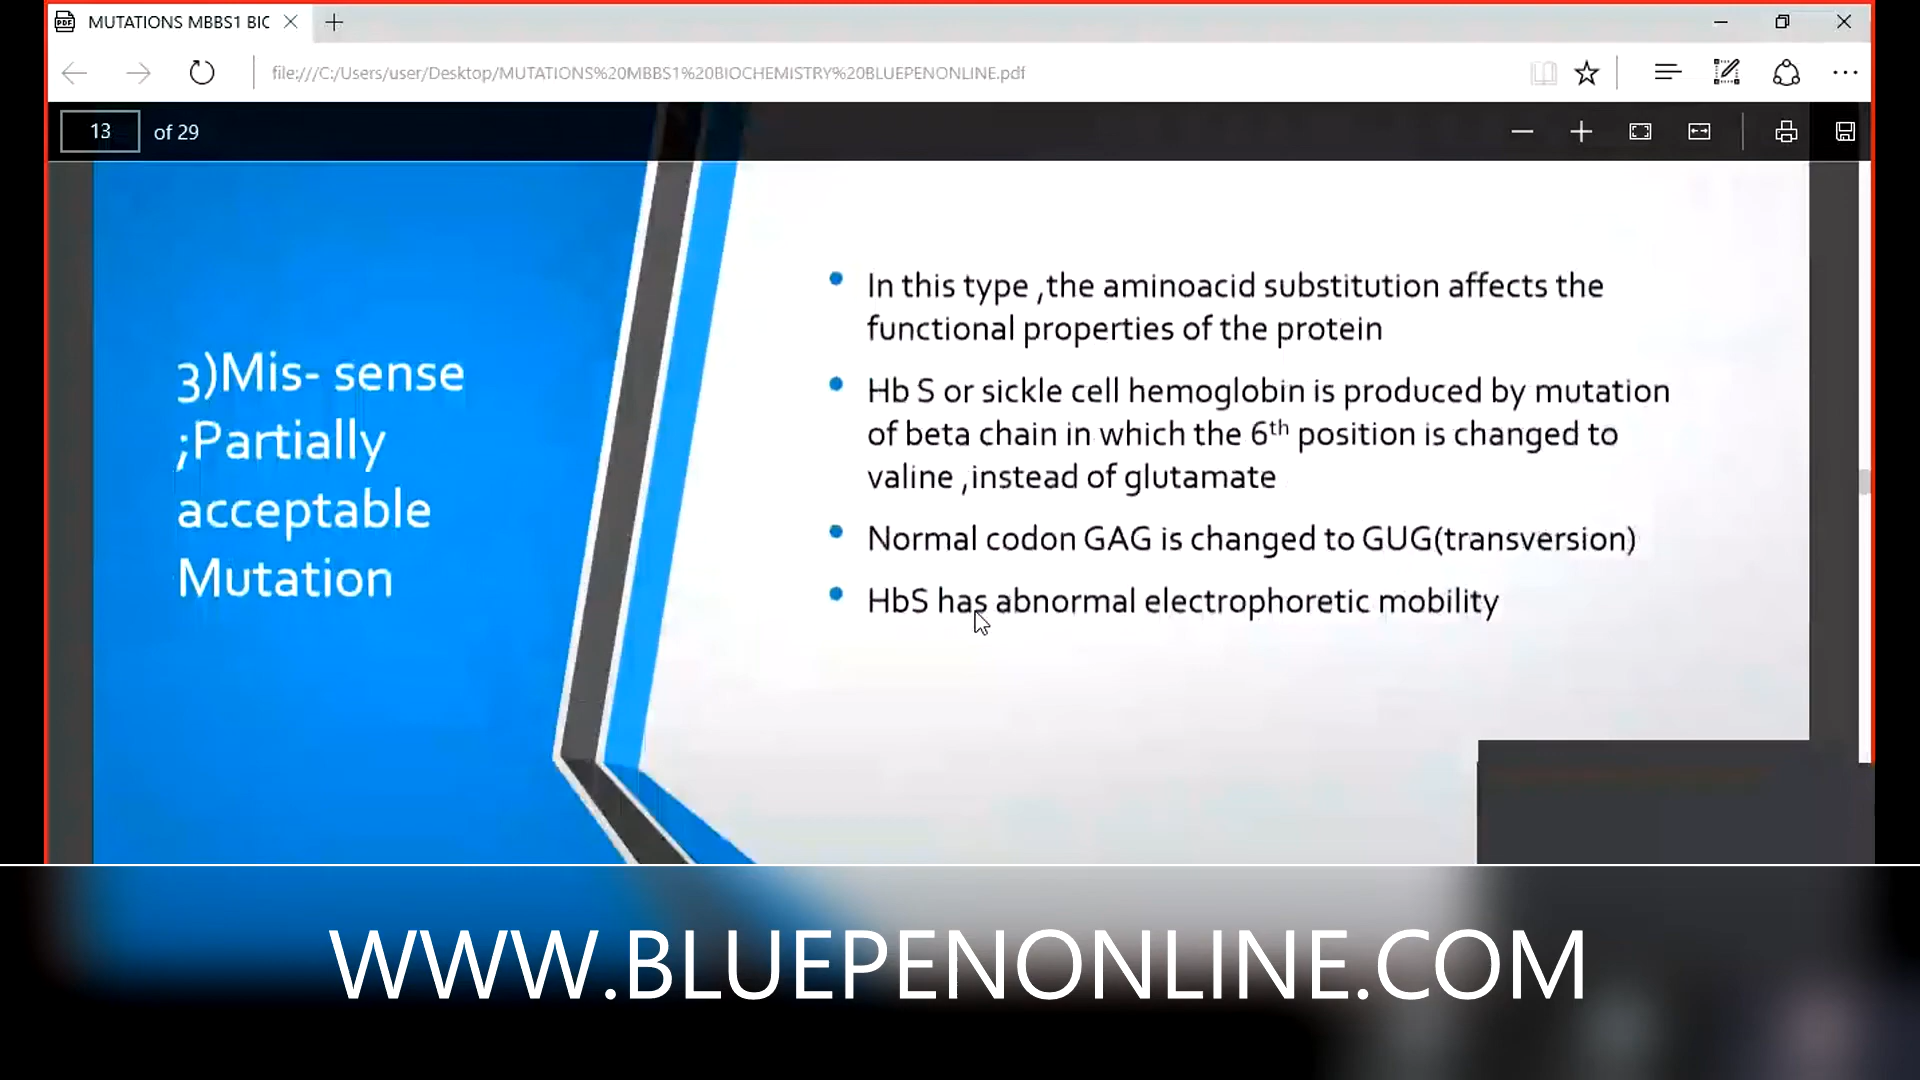 MUTATIONS MBBS1 BIC
file:///C:/Users/user/Desktop/MUTATIONS%20MBBS1%20BIOCHEMISTRY%20BLUEPENONLINE.pdf
13 of 29
3)Mis- sense
;Partially
acceptable
Mutation
• In this type ,the aminoacid substitution affects the
functional properties of the protein
• Hb S or sickle cell hemoglobin is produced by mutation
of beta chain in which the 6th position is changed to
valine ,instead of glutamate
• Normal codon GAG is changed to GUG(transversion)
• HbS has abnormal electrophoretic mobility
WWW.BLUEPENONLINE.COM